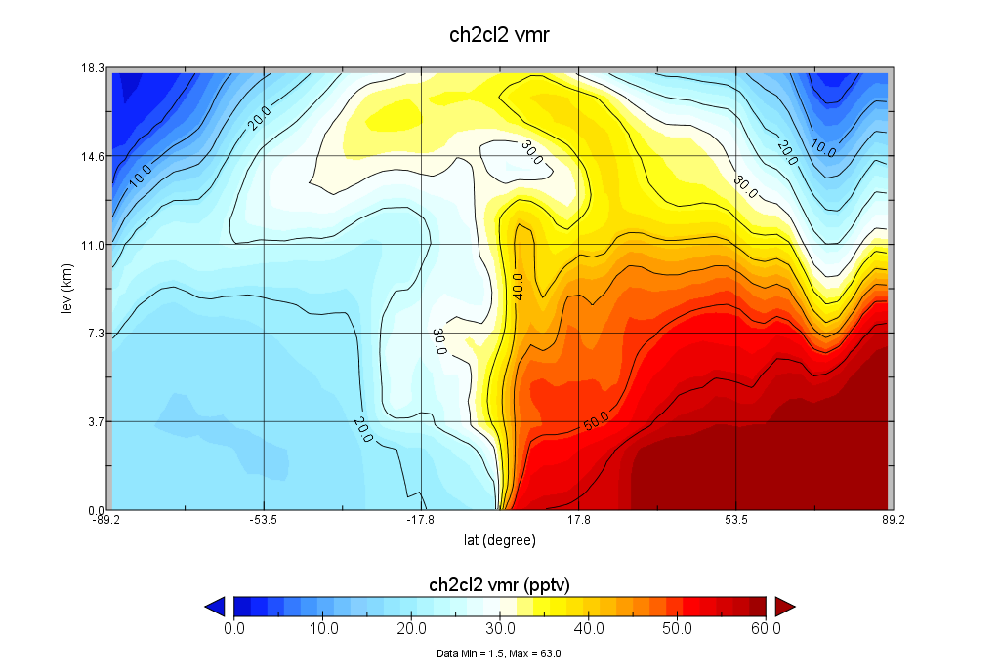 ch2cl2 vmr
18.3
20.0
10.0
30.0
20.0
10.0
30.0
14.6
11.0
lev (km)
40.0
7.3
30.0
3.7
20.0
50.0
0.0
-89.2 -53.5 -17.8 17.8 53.5 89.2
lat (degree)
ch2cl2 vmr (pptv)
0.0 10.0 20.0 30.0 40.0 50.0 60.0
Data Min = 1.5, Max = 63.0